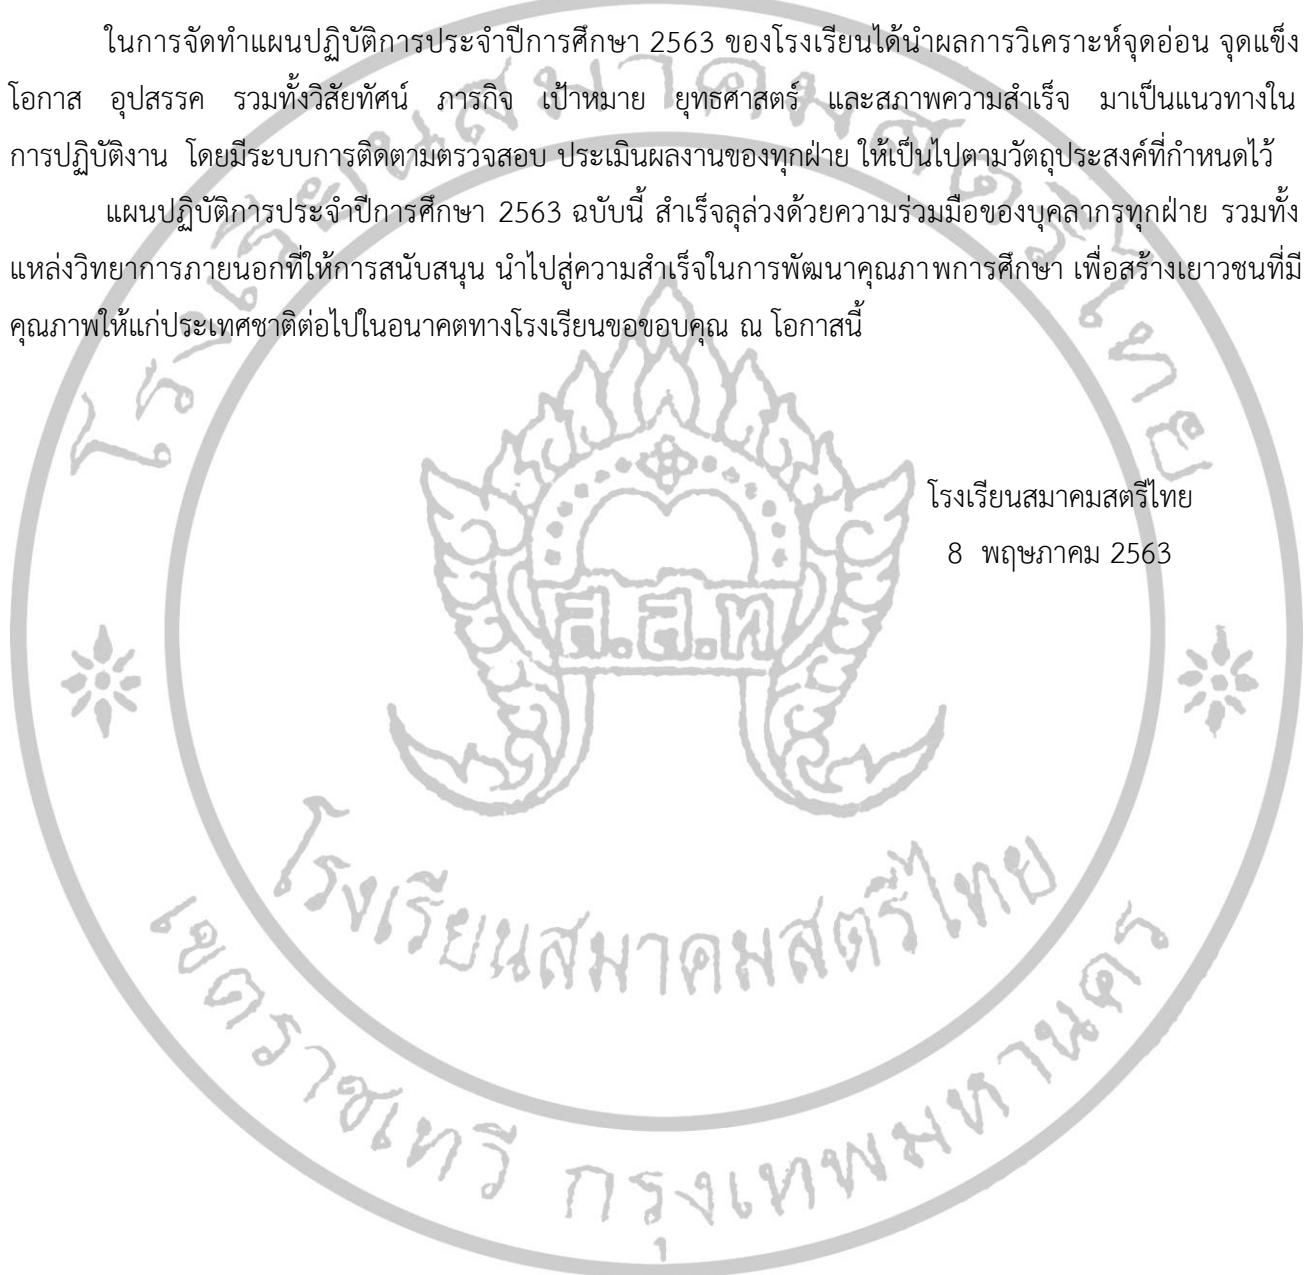 ในการจัดทำแผนปฏิบัติการประจำปีการศึกษา 2563 ของโรงเรียนได้นำผลการวิเคราะห์จุดอ่อน จุดแข็ง
โอกาส อุปสรรค รวมทั้งวิสัยทัศน์ ภารกิจ เป้าหมาย ยุทธศาสตร์ และสภาพความสำเร็จ มาเป็นแนวทางใน
การปฏิบัติงาน โดยมีระบบการติดตามตรวจสอบ ประเมินผลงานของทุกฝ่าย ให้เป็นไปตามวัตถุประสงค์ที่กำหนดไว้
แผนปฏิบัติการประจำปีการศึกษา 2563 ฉบับนี้ สำเร็จลุล่วงด้วยความร่วมมือของบุคลากรทุกฝ่าย รวมทั้ง
แหล่งวิทยาการภายนอกที่ให้การสนับสนุน นำไปสู่ความสำเร็จในการพัฒนาคุณภาพการศึกษา เพื่อสร้างเยาวชนที่มี
คุณภาพให้แก่ประเทศชาติต่อไปในอนาคตทางโรงเรียนขอขอบคุณ ณ โอกาสนี้
โรงเรียนสมาคมสตรีไทย
8 พฤษภาคม 2563
โรงเรียนสมาคมสตรีไทย
ส.ส.ท
โรงเรียนสมาคมสตรีไทย
เขตราชเทวี กรุงเทพมหานคร